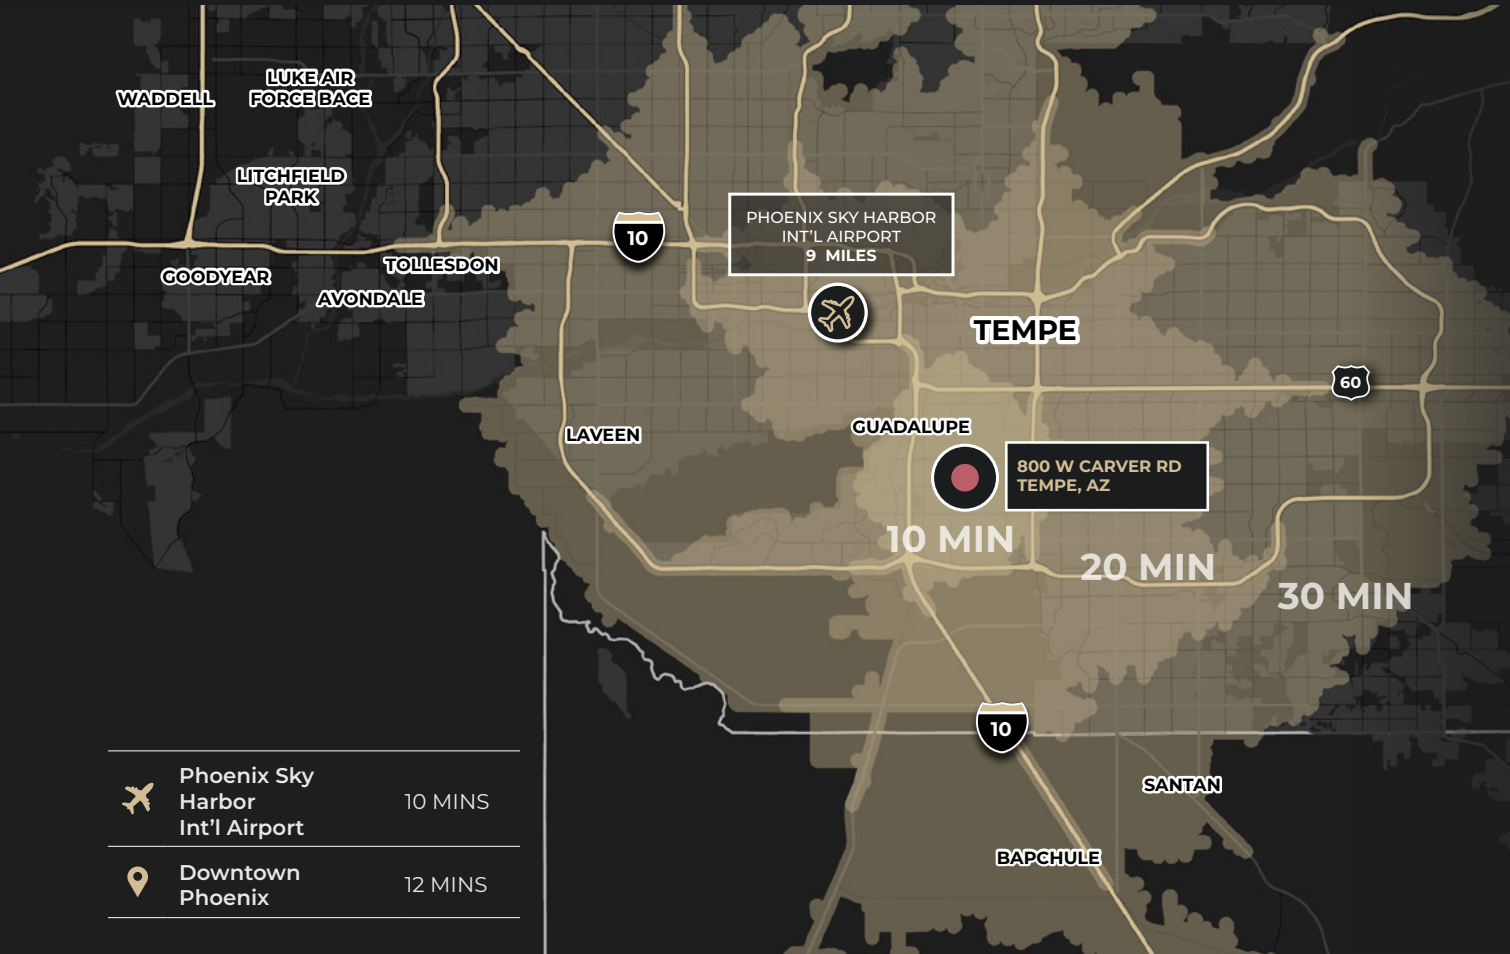 WADDELL
LUKE AIR
FORCE BACE
LITCHFIELD
PARK
PHOENIX SKY HARBOR
INT'L AIRPORT
9 MILES
10
GOODYEAR
TOLLESDON
AVONDALE
TEMPE
60
LAVEEN
GUADALUPE
800 W CARVER RD
TEMPE, AZ
10 MIN
20 MIN
30 MIN
10
SANTAN
BAPCHULE
Phoenix Sky
Harbor
Int'l Airport
10 MINS
Downtown
Phoenix
12 MINS